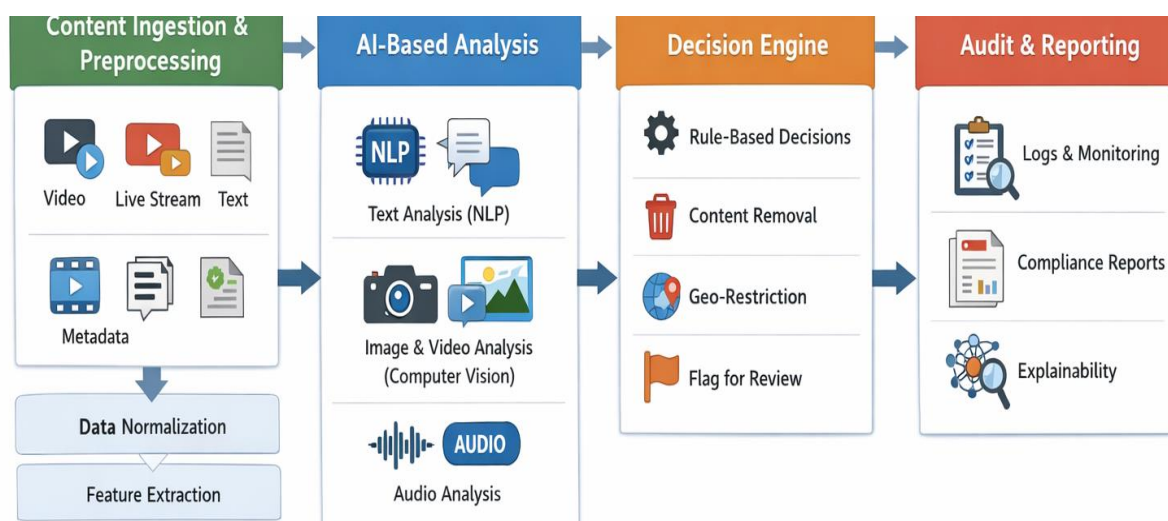 Content Ingestion &
Preprocessing
Video
Live Stream
Text
Metadata
Data Normalization
Feature Extraction
AI-Based Analysis
NLP
Text Analysis (NLP)
Image & Video Analysis
(Computer Vision)
AUDIO
Audio Analysis
Decision Engine
Rule-Based Decisions
Content Removal
Geo-Restriction
Flag for Review
Audit & Reporting
Logs & Monitoring
Compliance Reports
Explainability